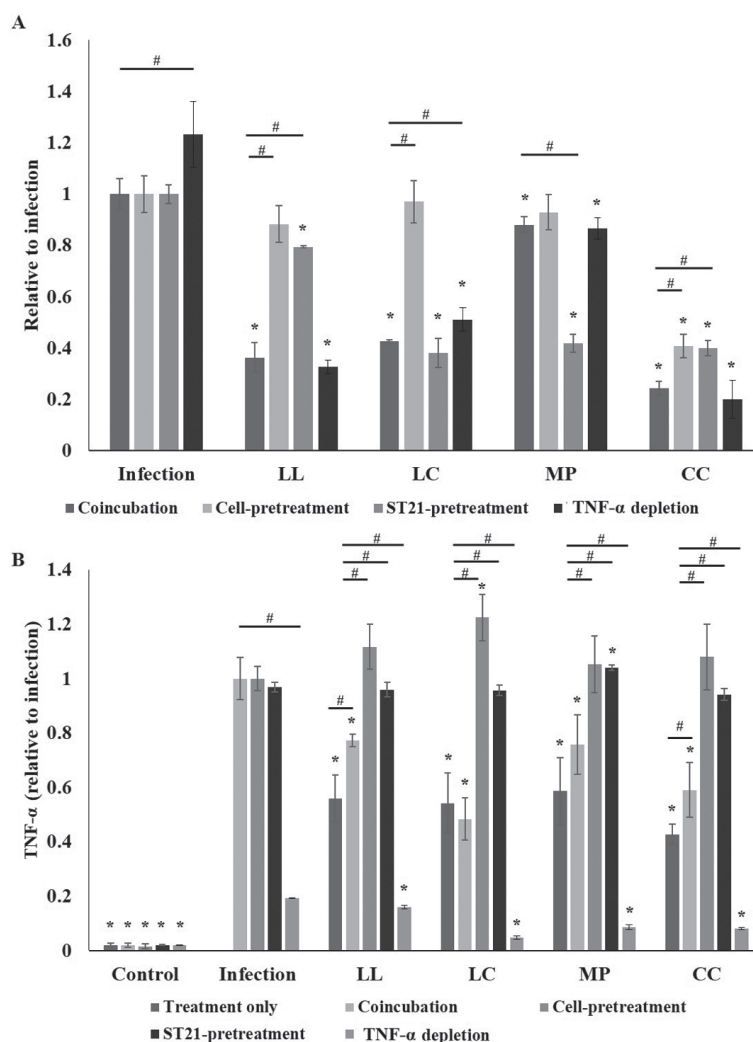 A
#
1.6
1.4
1.2
1
0.8
0.6
0.4
0.2
0
Relative to infection
# # # #
# # #
# #
* * * * * * * * * * * * *
Infection LL LC MP CC
Coincubation Cell-pretreatment ST21-pretreatment TNF-α depletion
B
1.4
1.2
1
0.8
0.6
0.4
0.2
0
TNF-α (relative to infection)
# # # #
# # # #
# # # #
# # #
* * * * *
* * * * * * * * * * * * * *
Control Infection LL LC MP CC
Treatment only Coincubation Cell-pretreatment
ST21-pretreatment TNF-α depletion